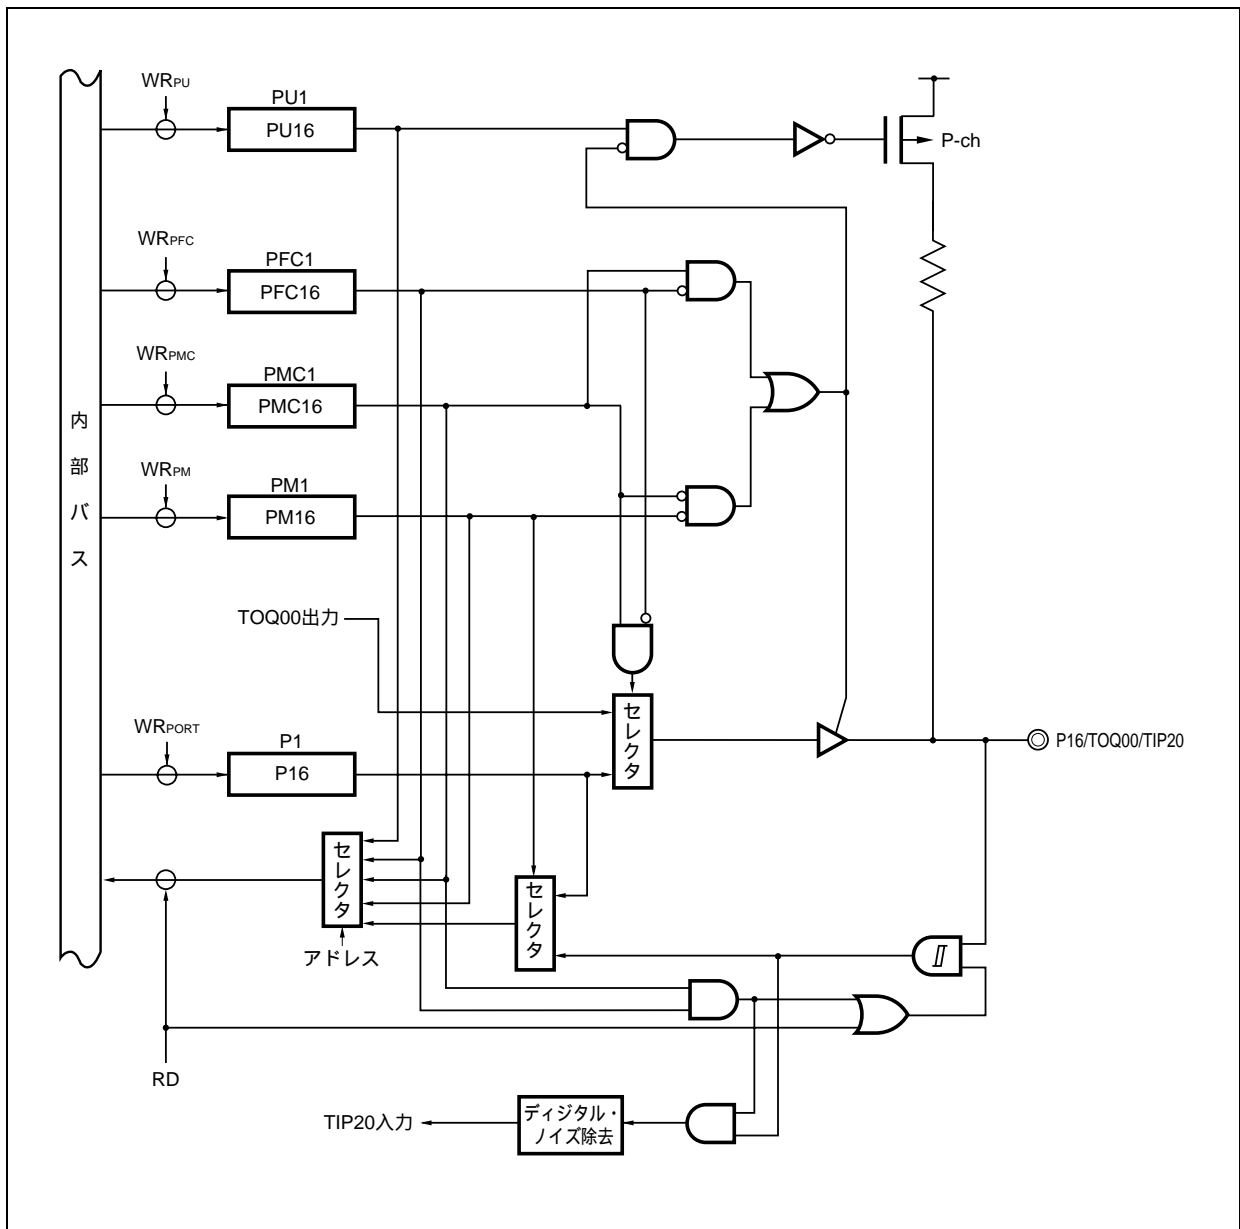 WRPU
PU1
PU16
P-ch
WRPFC
PFC1
PFC16
WRPMC
PMC1
PMC16
内部バス
WRPM
PM1
PM16
TOQ00出力
セレクタ
WRPORT
P1
P16
P16/TOQ00/TIP20
セレクタ
セレクタ
アドレス
RD
TIP20入力
ディジタル・
ノイズ除去